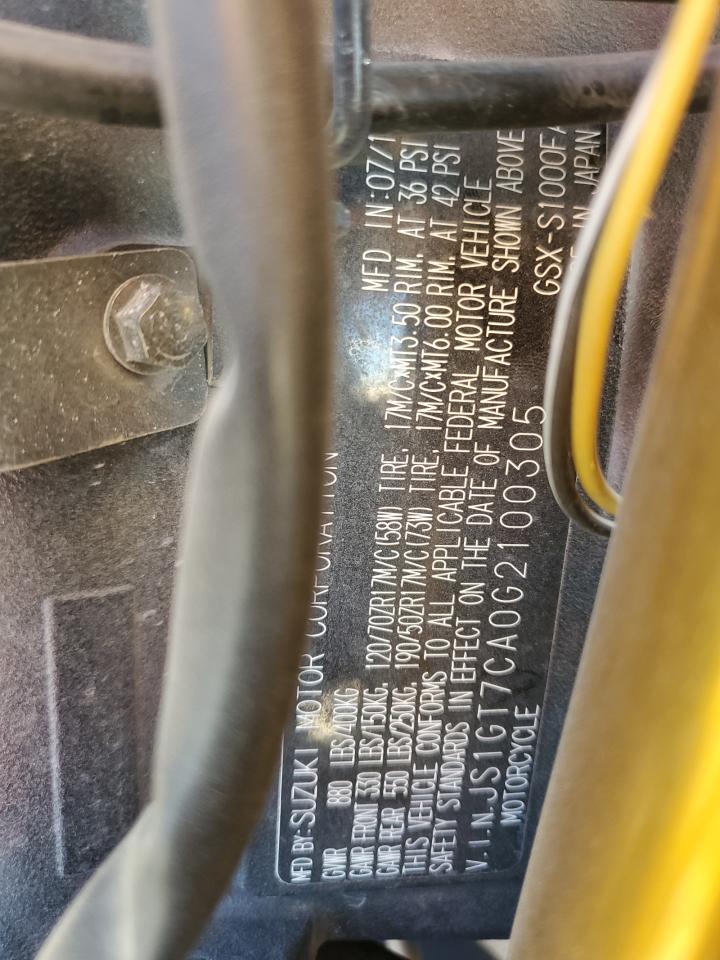 MFD BY:SUZUKI MOTOR CORPORATION MFD IN:07/1
GVWR 880 LBS/400KG
GAWR FRONT 330 LBS/150KG, 120/70ZR17M/C(58W) TIRE, 17M/C×MT3.50 RIM, AT 36 PSI
GAWR REAR 550 LBS/250KG, 190/50ZR17M/C(73W) TIRE, 17M/C×MT6.00 RIM, AT 42 PSI
THIS VEHICLE CONFORMS TO ALL APPLICABLE FEDERAL MOTOR VEHICLE
SAFETY STANDARDS IN EFFECT ON THE DATE OF MANUFACTURE SHOWN ABOVE
V.I.N.JS1GT7CA0G2100305 GSX-S1000F
MOTORCYCLE IN JAPAN